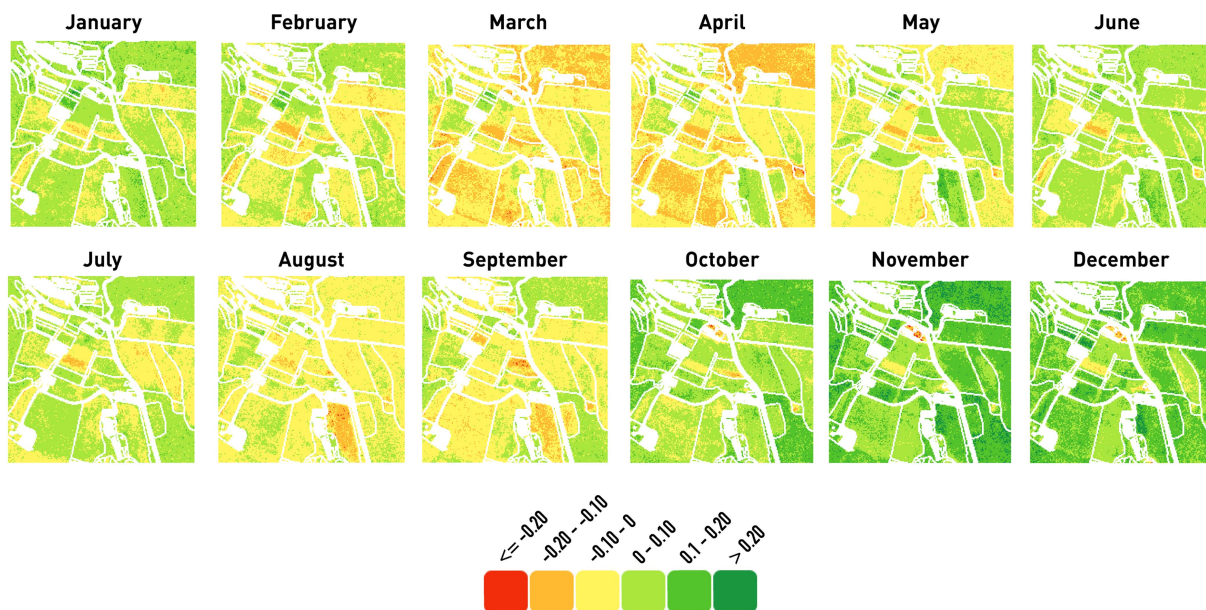 January February March April May June
July August September October November December
<= -0.20
-0.20 - -0.10
-0.10 - 0
0 - 0.10
0.1 - 0.20
> 0.20